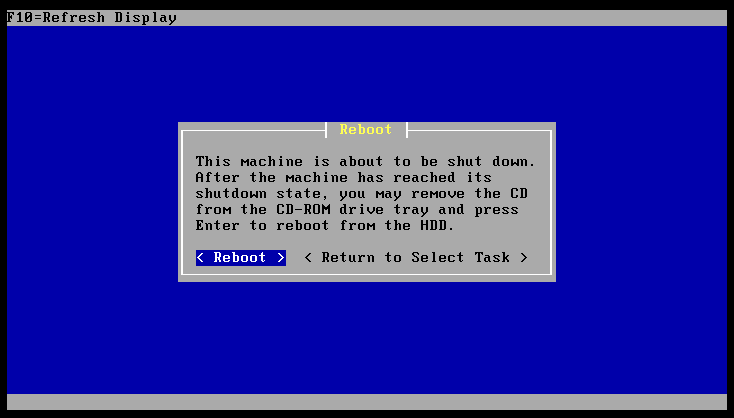 F10=Refresh Display
Reboot
This machine is about to be shut down.
After the machine has reached its
shutdown state, you may remove the CD
from the CD-ROM drive tray and press
Enter to reboot from the HDD.
< Reboot > < Return to Select Task >